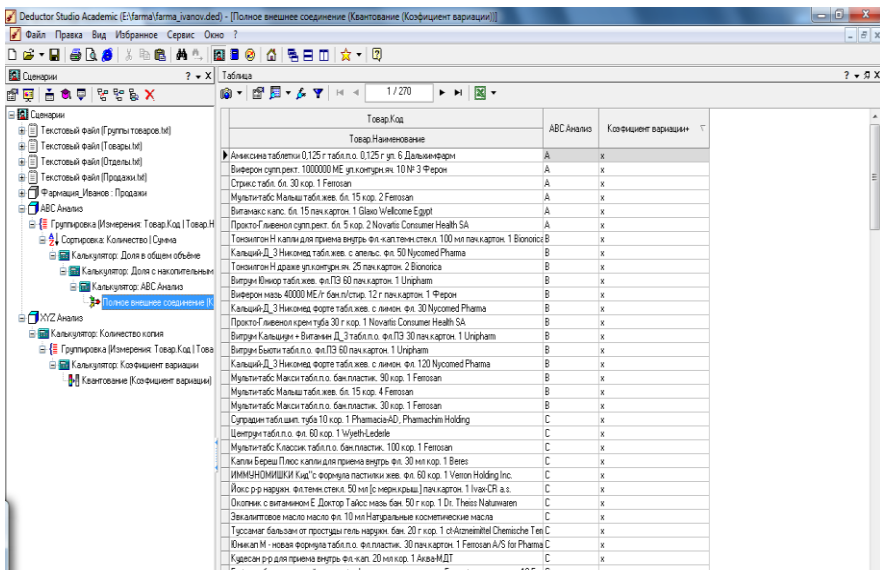 Deductor Studio Academic (E:\farma\farma_ivanov.ded) - [Полное внешнее соединение (Квантование (Коэфициент вариации))]
Файл Правка Вид Избранное Сервис Окно ?
Сценарии
Таблица
1 / 270
Сценарии
Текстовый файл (Группы товаров.txt)
Текстовый файл (Товары.txt)
Текстовый файл (Отделы.txt)
Текстовый файл (Продажи.txt)
Фармация_Иванов : Продажи
ABC Анализ
Группировка (Измерения: Товар.Код | Товар.Н
Сортировка: Количество | Сумма
Калькулятор: Доля в общем объёме
Калькулятор: Доля с накопительным
Калькулятор: ABC Анализ
Полное внешнее соединение (К
XYZ Анализ
Калькулятор: Количество копия
Группировка (Измерения: Товар.Код | Това
Калькулятор: Коэфициент вариации
Квантование (Коэфициент вариации)
Товар.Код
Товар.Наименование
ABC Анализ
Коэфициент вариации+
Амиксина таблетки 0,125 г табл.п.о. 0,125 г уп. 6 Далькимфарм A x
Виферон супп.рект. 1000000 МЕ уп.контурн.яч. 10 № 3 Ферон A x
Стрикс табл. бл. 30 кор. 1 Ferrosan A x
Мульти-табс Малыш табл.жев. бл. 15 кор. 2 Ferrosan A x
Витамакс капс. бл. 15 пач.картон. 1 Glaxo Wellcome Egypt A x
Прокто-Гливенол супп.рект. бл. 5 кор. 2 Novartis Consumer Health SA A x
Тонзилгон Н капли для приема внутрь фл.-кап.темн.стекл. 100 мл пач.картон. 1 Bionorica B x
Кальций-Д_3 Никомед табл.жев. с апельс. фл. 50 Nycomed Pharma B x
Тонзилгон Н драже уп.контурн.яч. 25 пач.картон. 2 Bionorica B x
Витрум Юниор табл.жев. фл.ПЭ 60 пач.картон. 1 Unipharm B x
Виферон мазь 40000 МЕ/г бан.п/стир. 12 г пач.картон. 1 Ферон B x
Кальций-Д_3 Никомед форте табл.жев. с лимон. фл. 30 Nycomed Pharma B x
Прокто-Гливенол крем туба 30 г кор. 1 Novartis Consumer Health SA B x
Витрум Кальциум + Витамин Д_3 табл.п.о. фл.ПЭ 30 пач.картон. 1 Unipharm B x
Витрум Бьюти табл.п.о. фл.ПЭ 60 пач.картон. 1 Unipharm B x
Кальций-Д_3 Никомед форте табл.жев. с лимон. фл. 120 Nycomed Pharma B x
Мульти-табс Макси табл.п.о. бан.пластик. 90 кор. 1 Ferrosan B x
Мульти-табс Малыш табл.жев. бл. 15 кор. 4 Ferrosan B x
Мульти-табс Макси табл.п.о. бан.пластик. 30 кор. 1 Ferrosan B x
Супрадин табл.шип. туба 10 кор. 1 Pharmacia-AD, Pharmachim Holding C x
Центрум табл.п.о. фл. 60 кор. 1 Wyeth-Lederle C x
Мульти-табс Классик табл.п.о. бан.пластик. 100 кор. 1 Ferrosan C x
Капли Береш Плюс капли для приема внутрь фл. 30 мл кор. 1 Beres C x
ИММУНОМИШКИ Кид"с формула пастилки жев. фл. 60 кор. 1 Verron Holding Inc. C x
Йокс р-р наружн. фл.темн.стекл. 50 мл [с мерн.крыш.] пач.картон. 1 Ivax-CR a.s. C x
Окопник с витамином Е Доктор Тайсс мазь бан. 50 г кор. 1 Dr. Theiss Naturwaren C x
Эвкалиптовое масло масло фл. 10 мл Натуральные косметические масла C x
Туссамаг бальзам от простуды гель наружн. бан. 20 г кор. 1 ct-Arzneimittel Chemische Tem C x
Юникап М - новая формула табл.п.о. фл.пластик. 30 пач.картон. 1 Ferrosan A/S for Pharma C x
Кудесан р-р для приема внутрь фл.-кап. 20 мл кор. 1 Аква-МДТ C x